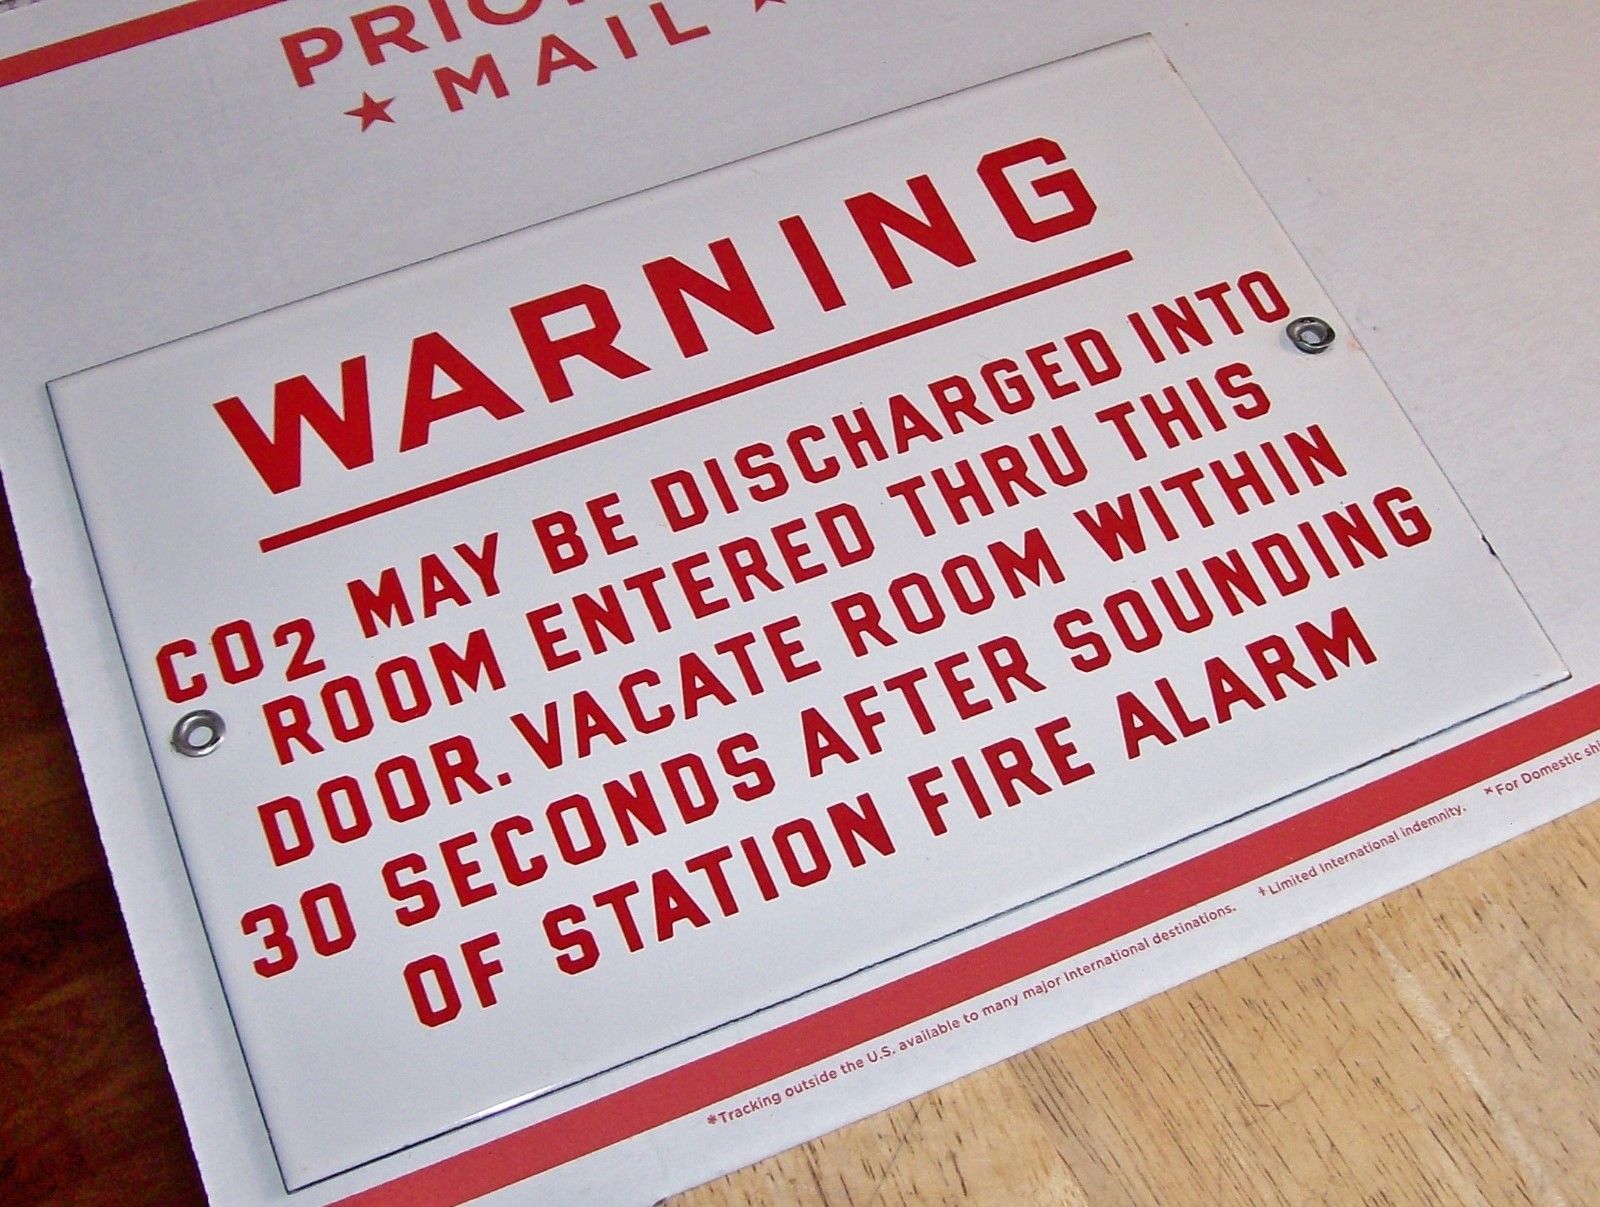 MAIL
WARNING
CO2 MAY BE DISCHARGED INTO
ROOM ENTERED THRU THIS
DOOR. VACATE ROOM WITHIN
30 SECONDS AFTER SOUNDING
OF STATION FIRE ALARM
*Tracking outside the U.S. available to many major International destinations. ‡Limited International indemnity. *For Domestic